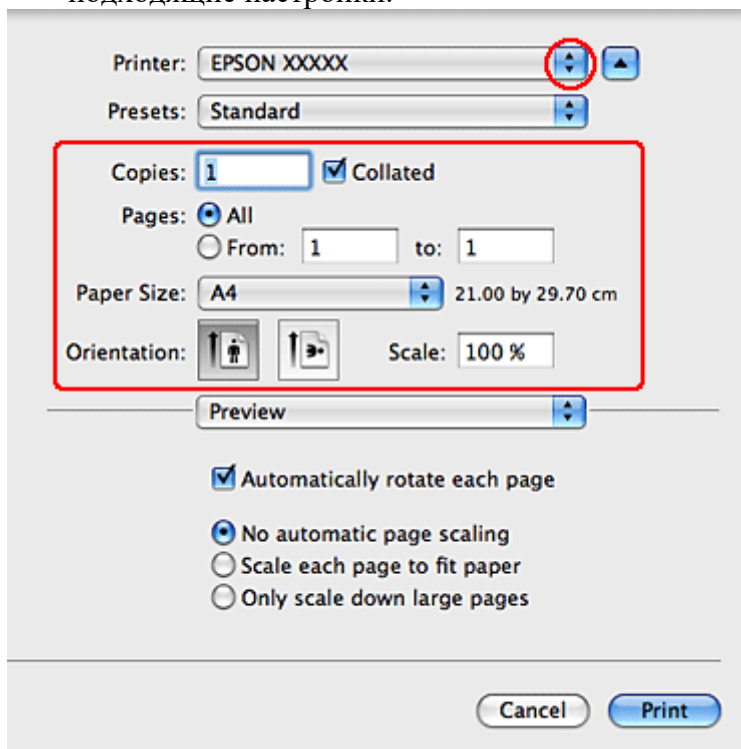 подходящие настройки.
Printer: EPSON XXXXX
Presets: Standard
Copies: 1 Collated
Pages: All
From: 1 to: 1
Paper Size: A4 21.00 by 29.70 cm
Orientation: Scale: 100 %
Preview
Automatically rotate each page
No automatic page scaling
Scale each page to fit paper
Only scale down large pages
Cancel Print